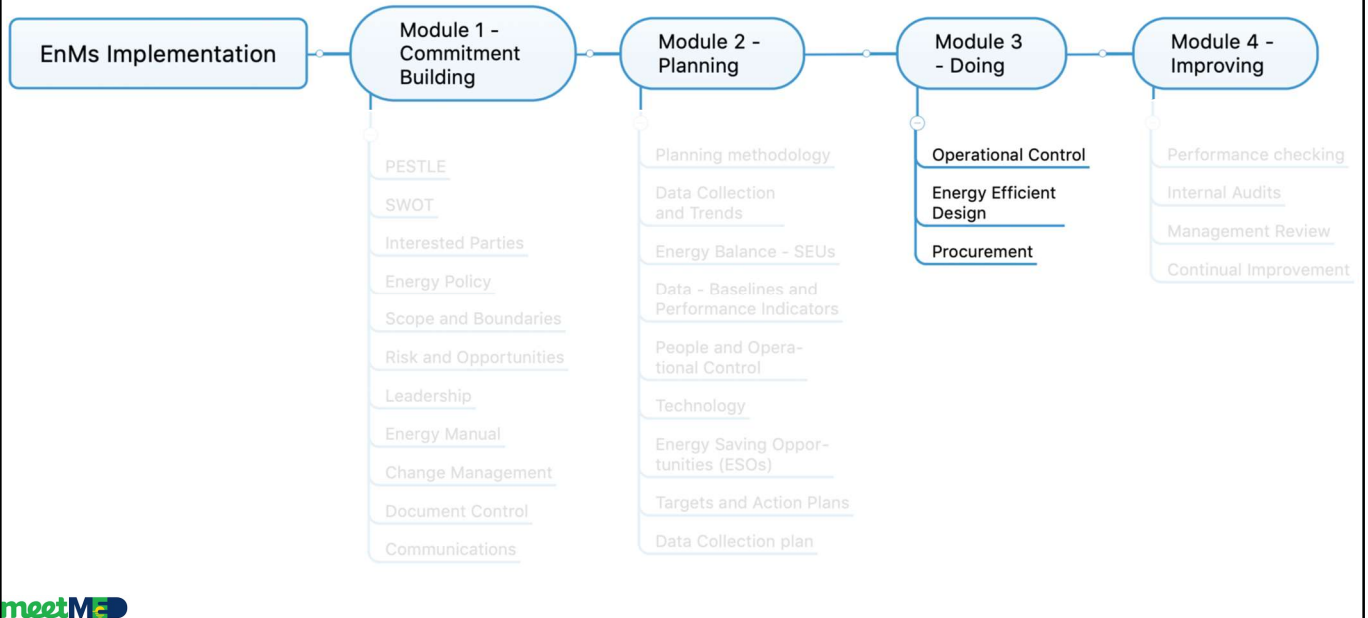 EnMs Implementation
Module 1 -
Commitment
Building
Module 2 -
Planning
Module 3
- Doing
Module 4 -
Improving
PESTLE
SWOT
Interested Parties
Energy Policy
Scope and Boundaries
Risk and Opportunities
Leadership
Energy Manual
Change Management
Document Control
Communications
Planning methodology
Data Collection
and Trends
Energy Balance - SEUs
Data - Baselines and
Performance Indicators
People and Opera-
tional Control
Technology
Energy Saving Oppor-
tunities (ESOs)
Targets and Action Plans
Data Collection plan
Operational Control
Energy Efficient
Design
Procurement
Performance checking
Internal Audits
Management Review
Continual Improvement
meetMED